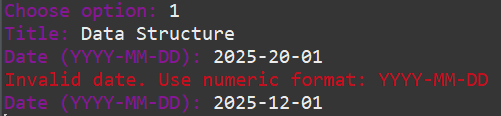 Choose option: 1
Title: Data Structure
Date (YYYY-MM-DD): 2025-20-01
Invalid date. Use numeric format: YYYY-MM-DD
Date (YYYY-MM-DD): 2025-12-01